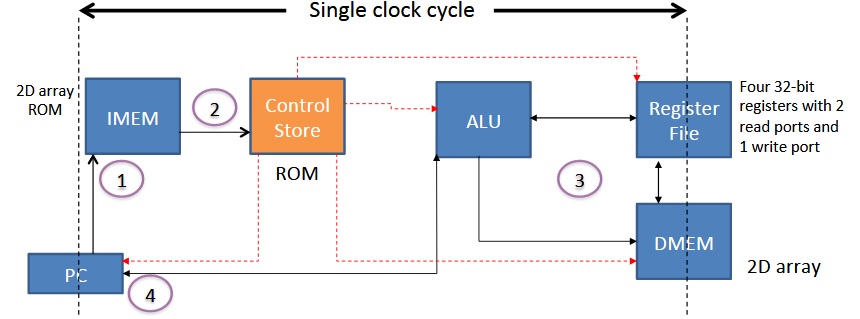 Single clock cycle
2D array
ROM
IMEM
2
Control
Store
ROM
ALU
Register
File
Four 32-bit
registers with 2
read ports and
1 write port
1
3
PC
4
DMEM
2D array